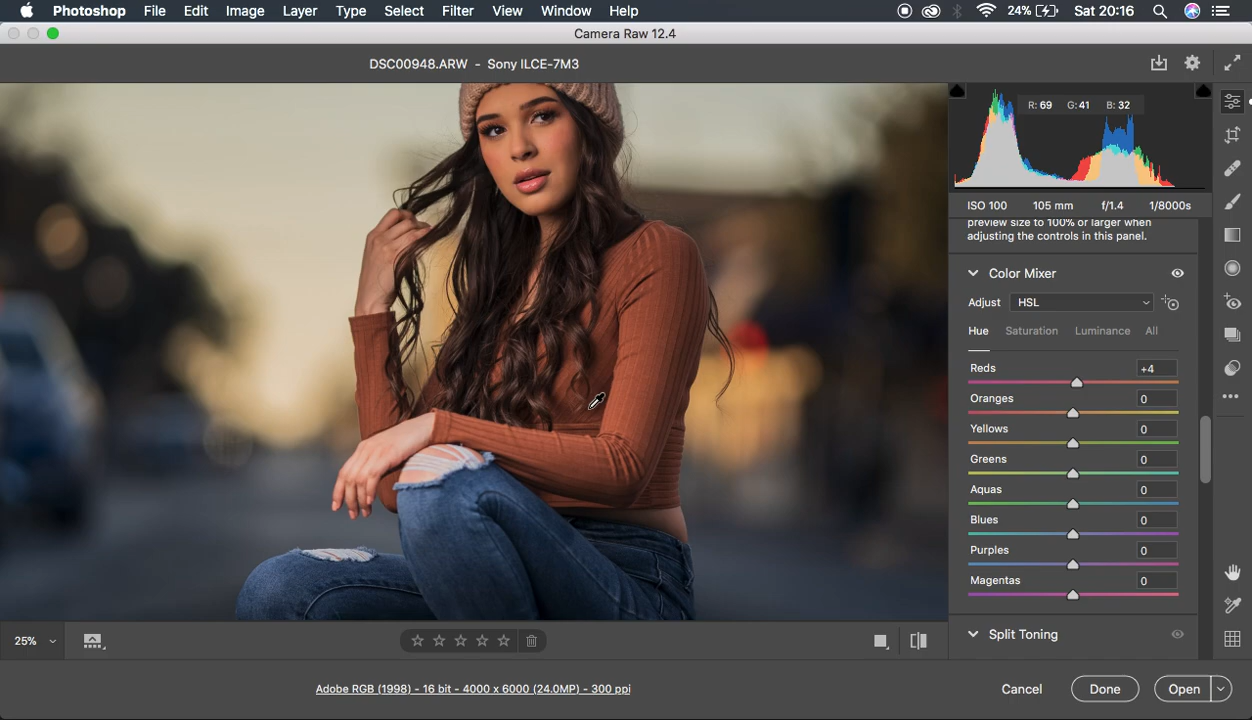 Photoshop File Edit Image Layer Type Select Filter View Window Help 24% Sat 20:16
Camera Raw 12.4
DSC00948.ARW - Sony ILCE-7M3
R: 69 G: 41 B: 32
ISO 100 105 mm f/1.4 1/8000s
preview size to 100% or larger when
adjusting the controls in this panel.
Color Mixer
Adjust HSL
Hue Saturation Luminance All
Reds +4
Oranges 0
Yellows 0
Greens 0
Aquas 0
Blues 0
Purples 0
Magentas 0
Split Toning
25%
Adobe RGB (1998) - 16 bit - 4000 x 6000 (24.0MP) - 300 ppi
Cancel Done Open